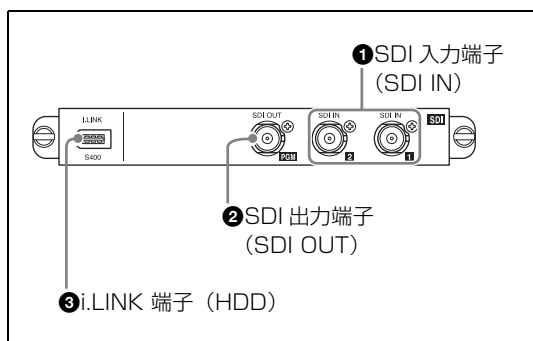 ❶SDI 入力端子
（SDI IN）
I.LINK
S400
SDI OUT
PGM
SDI IN
2
SDI IN
1
SDI
❷SDI 出力端子
（SDI OUT）
❸i.LINK 端子（HDD）